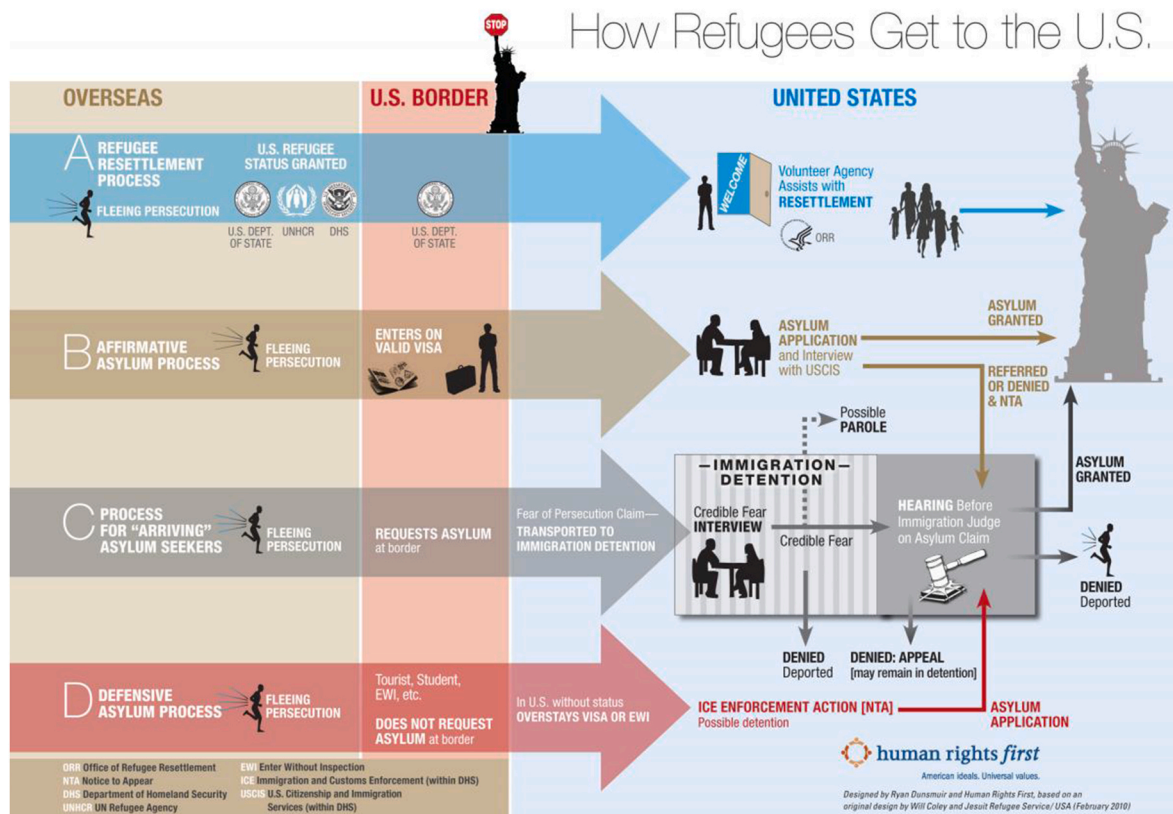 STOP
How Refugees Get to the U.S.
OVERSEAS
U.S. BORDER
UNITED STATES
A REFUGEE
RESETTLEMENT
PROCESS
FLEEING PERSECUTION
U.S. REFUGEE
STATUS GRANTED
U.S. DEPT.
OF STATE
UNHCR
DHS
U.S. DEPT.
OF STATE
WELCOME
Volunteer Agency
Assists with
RESETTLEMENT
ORR
B AFFIRMATIVE
ASYLUM PROCESS
FLEEING
PERSECUTION
ENTERS ON
VALID VISA
ASYLUM
APPLICATION
and Interview
with USCIS
ASYLUM
GRANTED
REFERRED
OR DENIED
& NTA
Possible
PAROLE
C PROCESS
FOR “ARRIVING”
ASYLUM SEEKERS
FLEEING
PERSECUTION
REQUESTS ASYLUM
at border
Fear of Persecution Claim—
TRANSPORTED TO
IMMIGRATION DETENTION
—IMMIGRATION—
DETENTION
Credible Fear
INTERVIEW
Credible Fear
HEARING Before
Immigration Judge
on Asylum Claim
ASYLUM
GRANTED
DENIED
Deported
DENIED
Deported
DENIED: APPEAL
[may remain in detention]
D DEFENSIVE
ASYLUM PROCESS
FLEEING
PERSECUTION
Tourist, Student,
EWI, etc.
DOES NOT REQUEST
ASYLUM at border
In U.S. without status
OVERSTAYS VISA OR EWI
ICE ENFORCEMENT ACTION [NTA]
Possible detention
ASYLUM
APPLICATION
ORR Office of Refugee Resettlement
NTA Notice to Appear
DHS Department of Homeland Security
UNHCR UN Refugee Agency
EWI Enter Without Inspection
ICE Immigration and Customs Enforcement (within DHS)
USCIS U.S. Citizenship and Immigration
Services (within DHS)
human rights first
American ideals. Universal values.
Designed by Ryan Dunsmuir and Human Rights First, based on an
original design by Will Coley and Jesuit Refugee Service/ USA (February 2010)